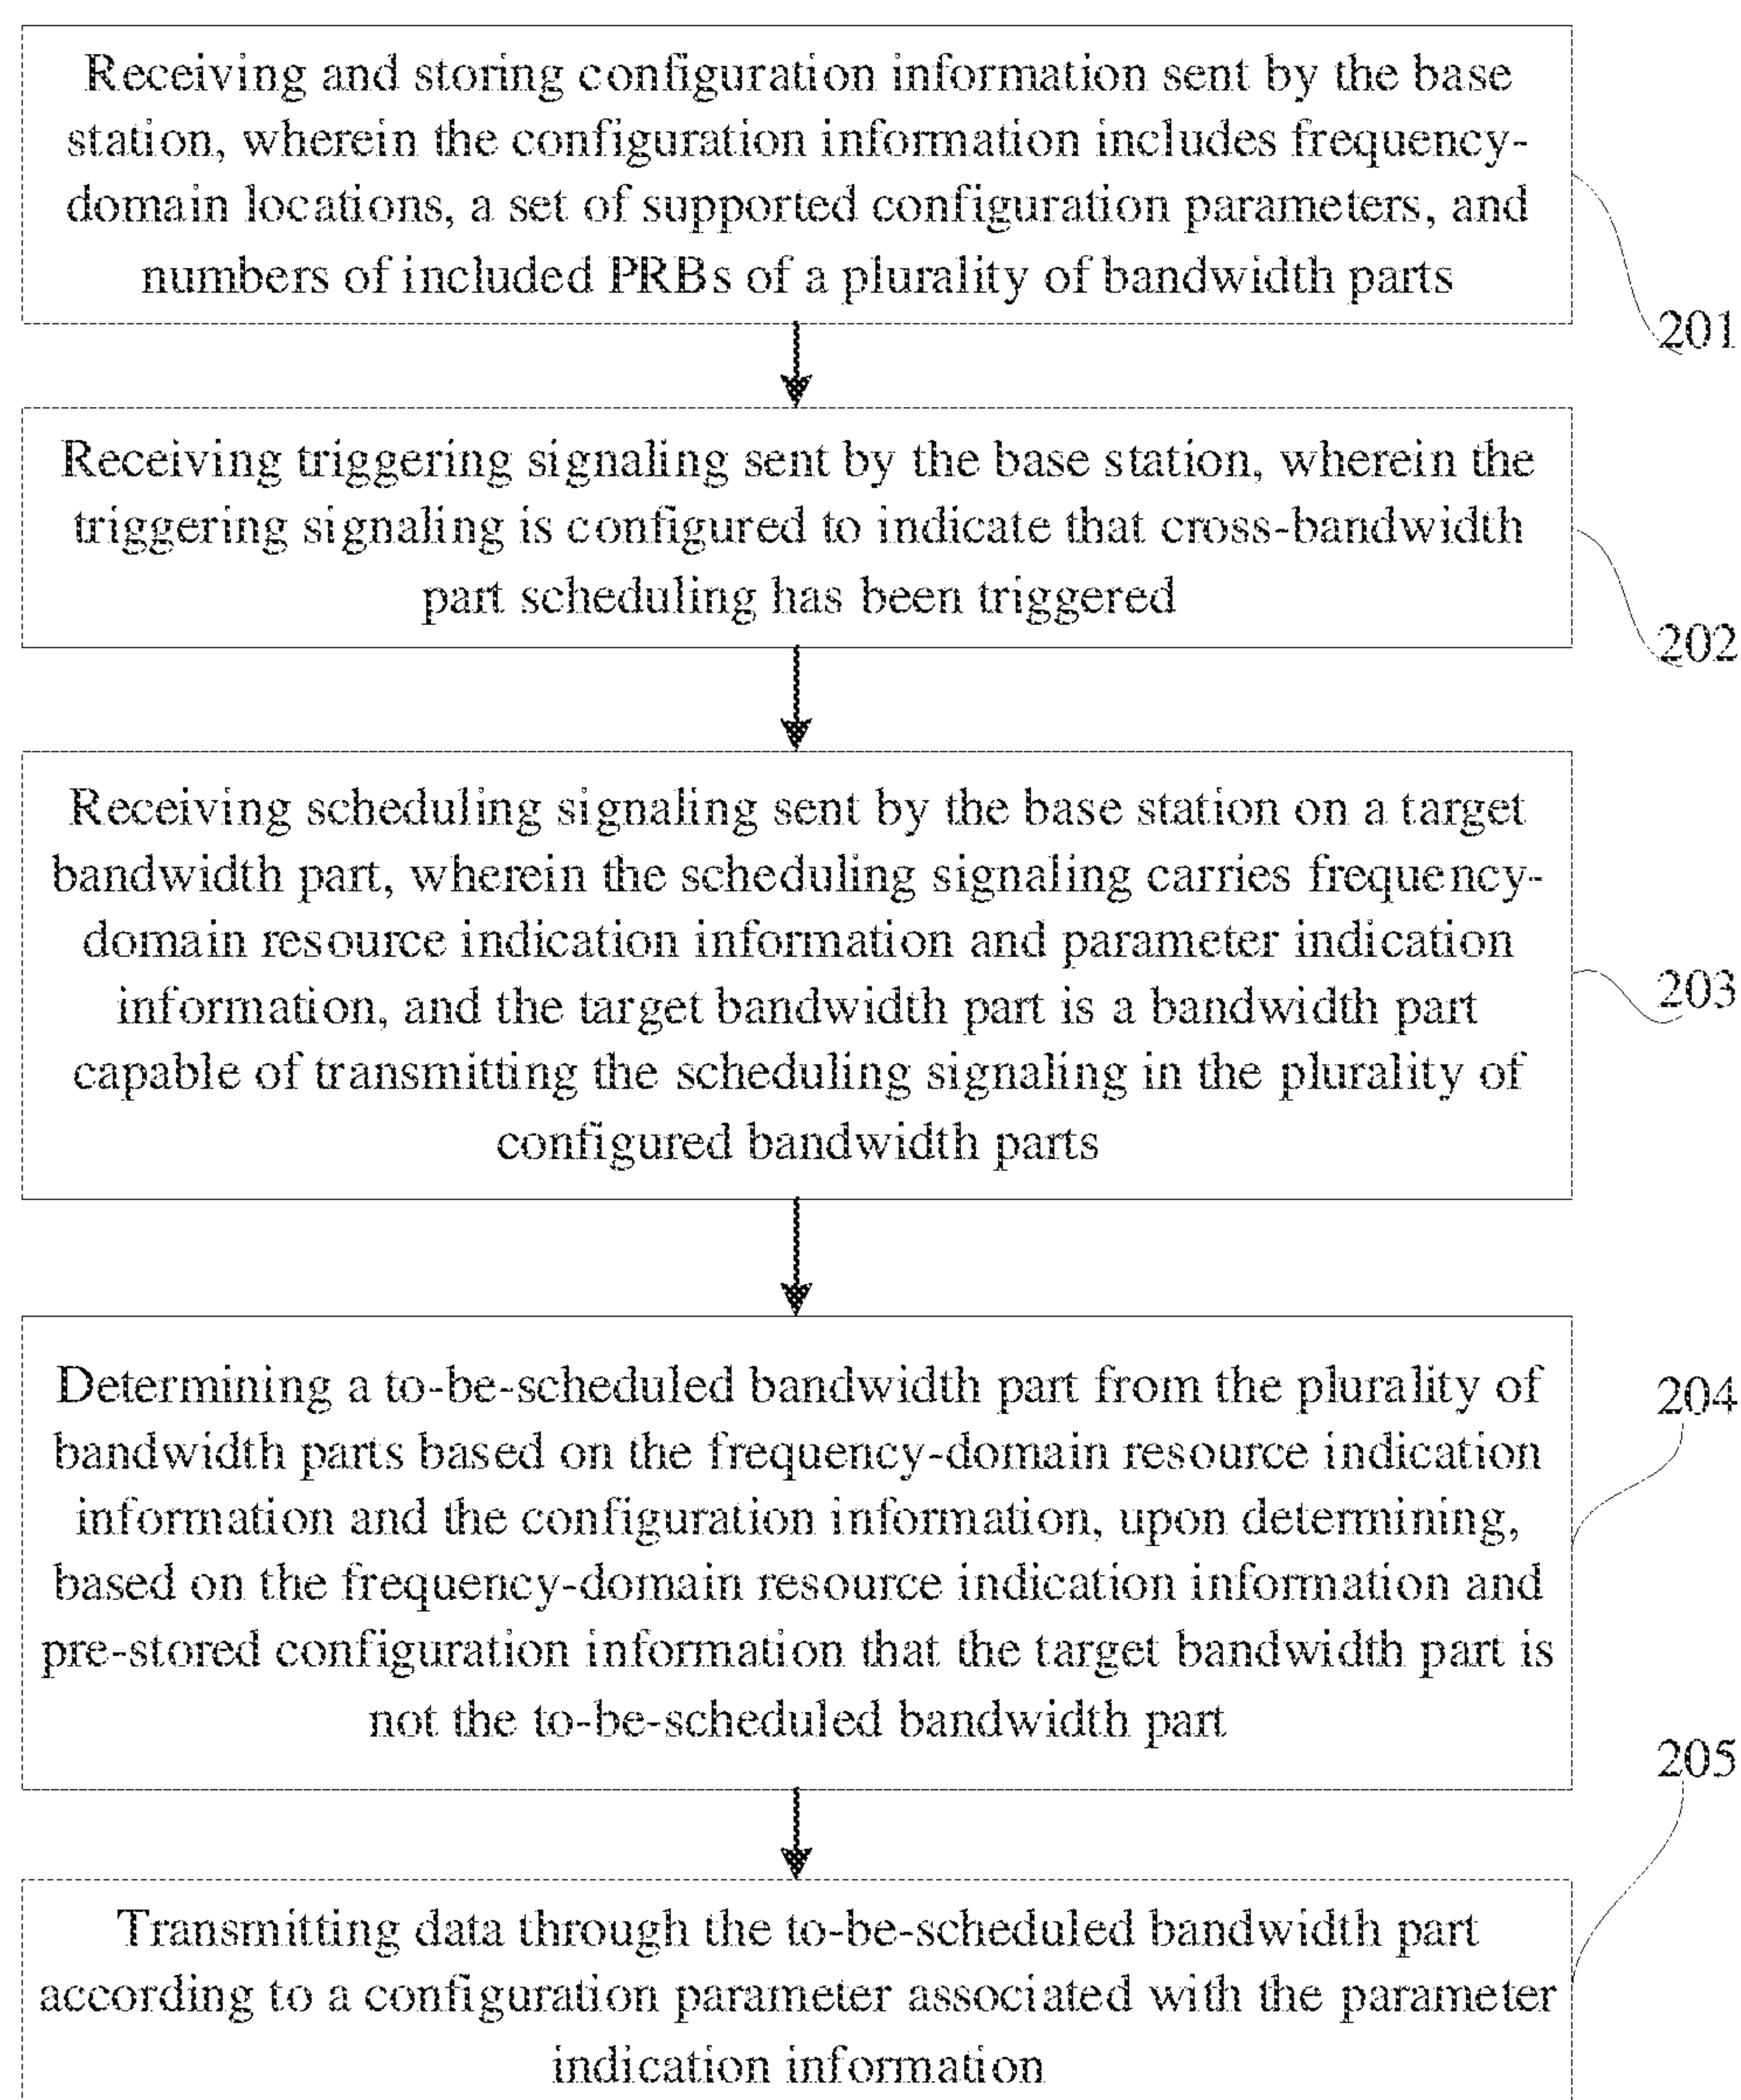 Receiving and storing configuration information sent by the base
station, wherein the configuration information includes frequency-
domain locations, a set of supported configuration parameters, and
numbers of included PRBs of a plurality of bandwidth parts
201
Receiving triggering signaling sent by the base station, wherein the
triggering signaling is configured to indicate that cross-bandwidth
part scheduling has been triggered
202
Receiving scheduling signaling sent by the base station on a target
bandwidth part, wherein the scheduling signaling carries frequency-
domain resource indication information and parameter indication
information, and the target bandwidth part is a bandwidth part
capable of transmitting the scheduling signaling in the plurality of
configured bandwidth parts
203
Determining a to-be-scheduled bandwidth part from the plurality of
bandwidth parts based on the frequency-domain resource indication
information and the configuration information, upon determining,
based on the frequency-domain resource indication information and
pre-stored configuration information that the target bandwidth part is
not the to-be-scheduled bandwidth part
204
Transmitting data through the to-be-scheduled bandwidth part
according to a configuration parameter associated with the parameter
indication information
205